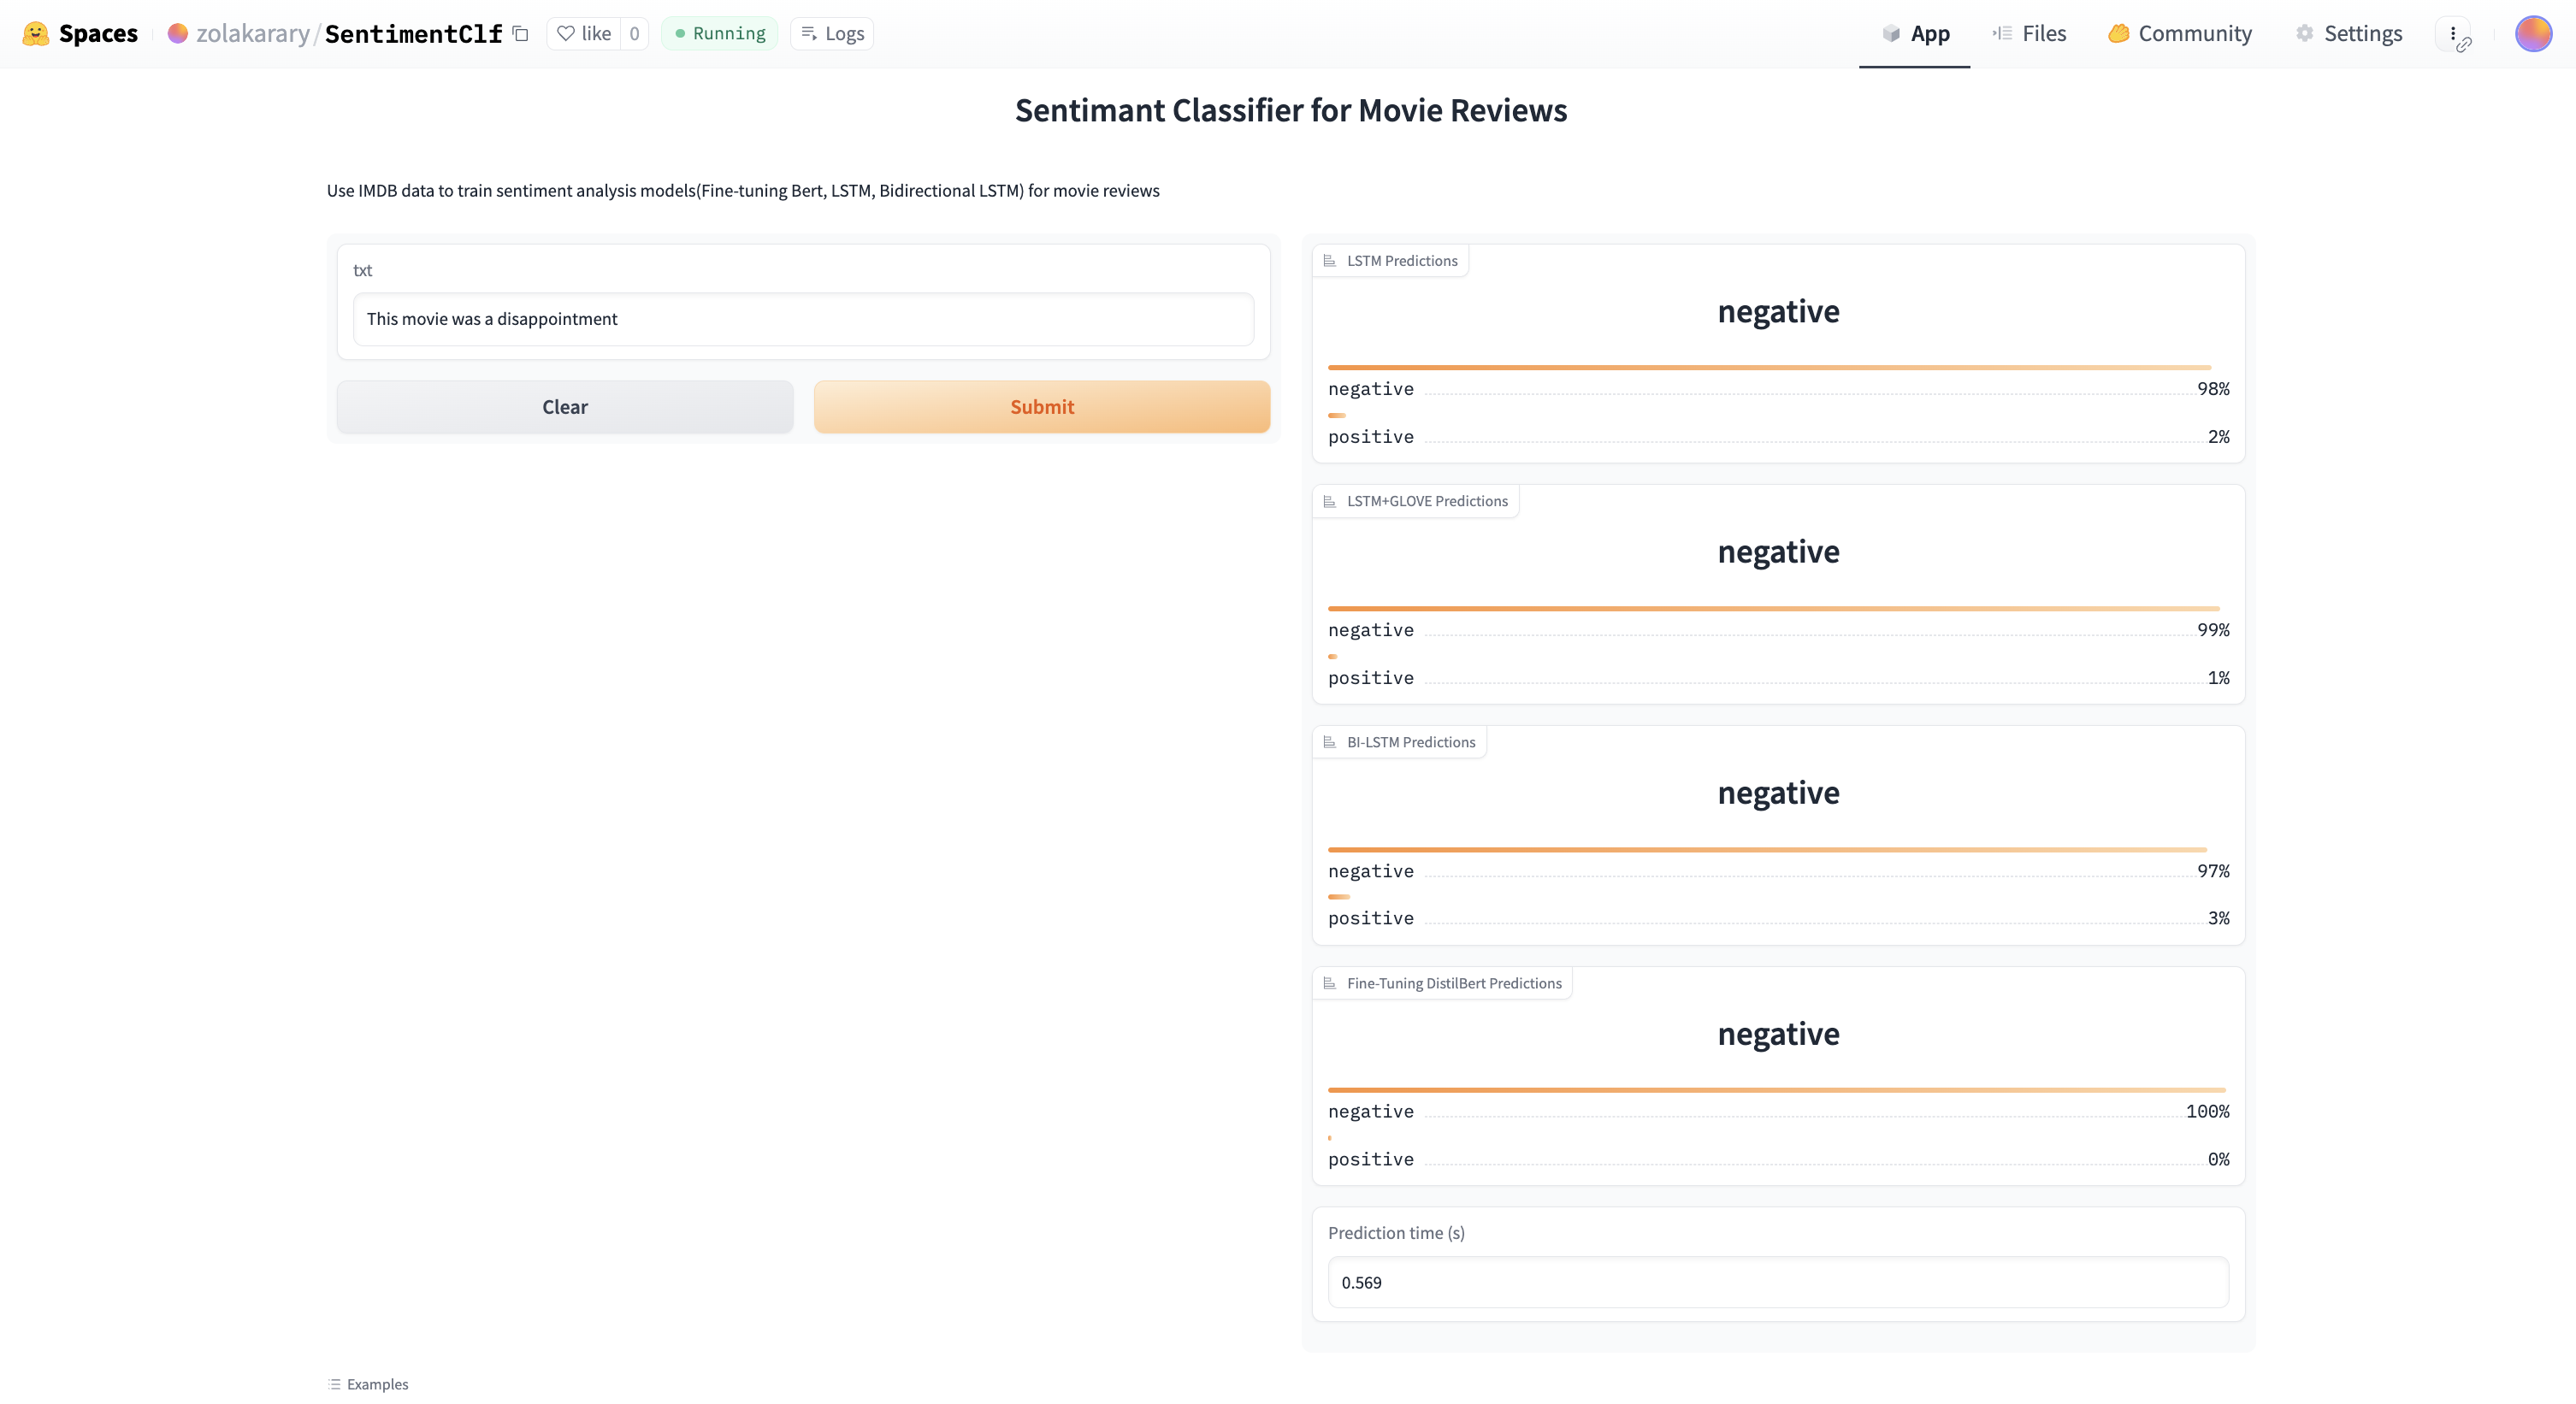 Spaces zolakarary/SentimentClf like 0 Running Logs App Files Community Settings
Sentimant Classifier for Movie Reviews
Use IMDB data to train sentiment analysis models(Fine-tuning Bert, LSTM, Bidirectional LSTM) for movie reviews
txt
This movie was a disappointment
Clear Submit
LSTM Predictions
negative
negative 98%
positive 2%
LSTM+GLOVE Predictions
negative
negative 99%
positive 1%
BI-LSTM Predictions
negative
negative 97%
positive 3%
Fine-Tuning DistilBert Predictions
negative
negative 100%
positive 0%
Prediction time (s)
0.569
Examples